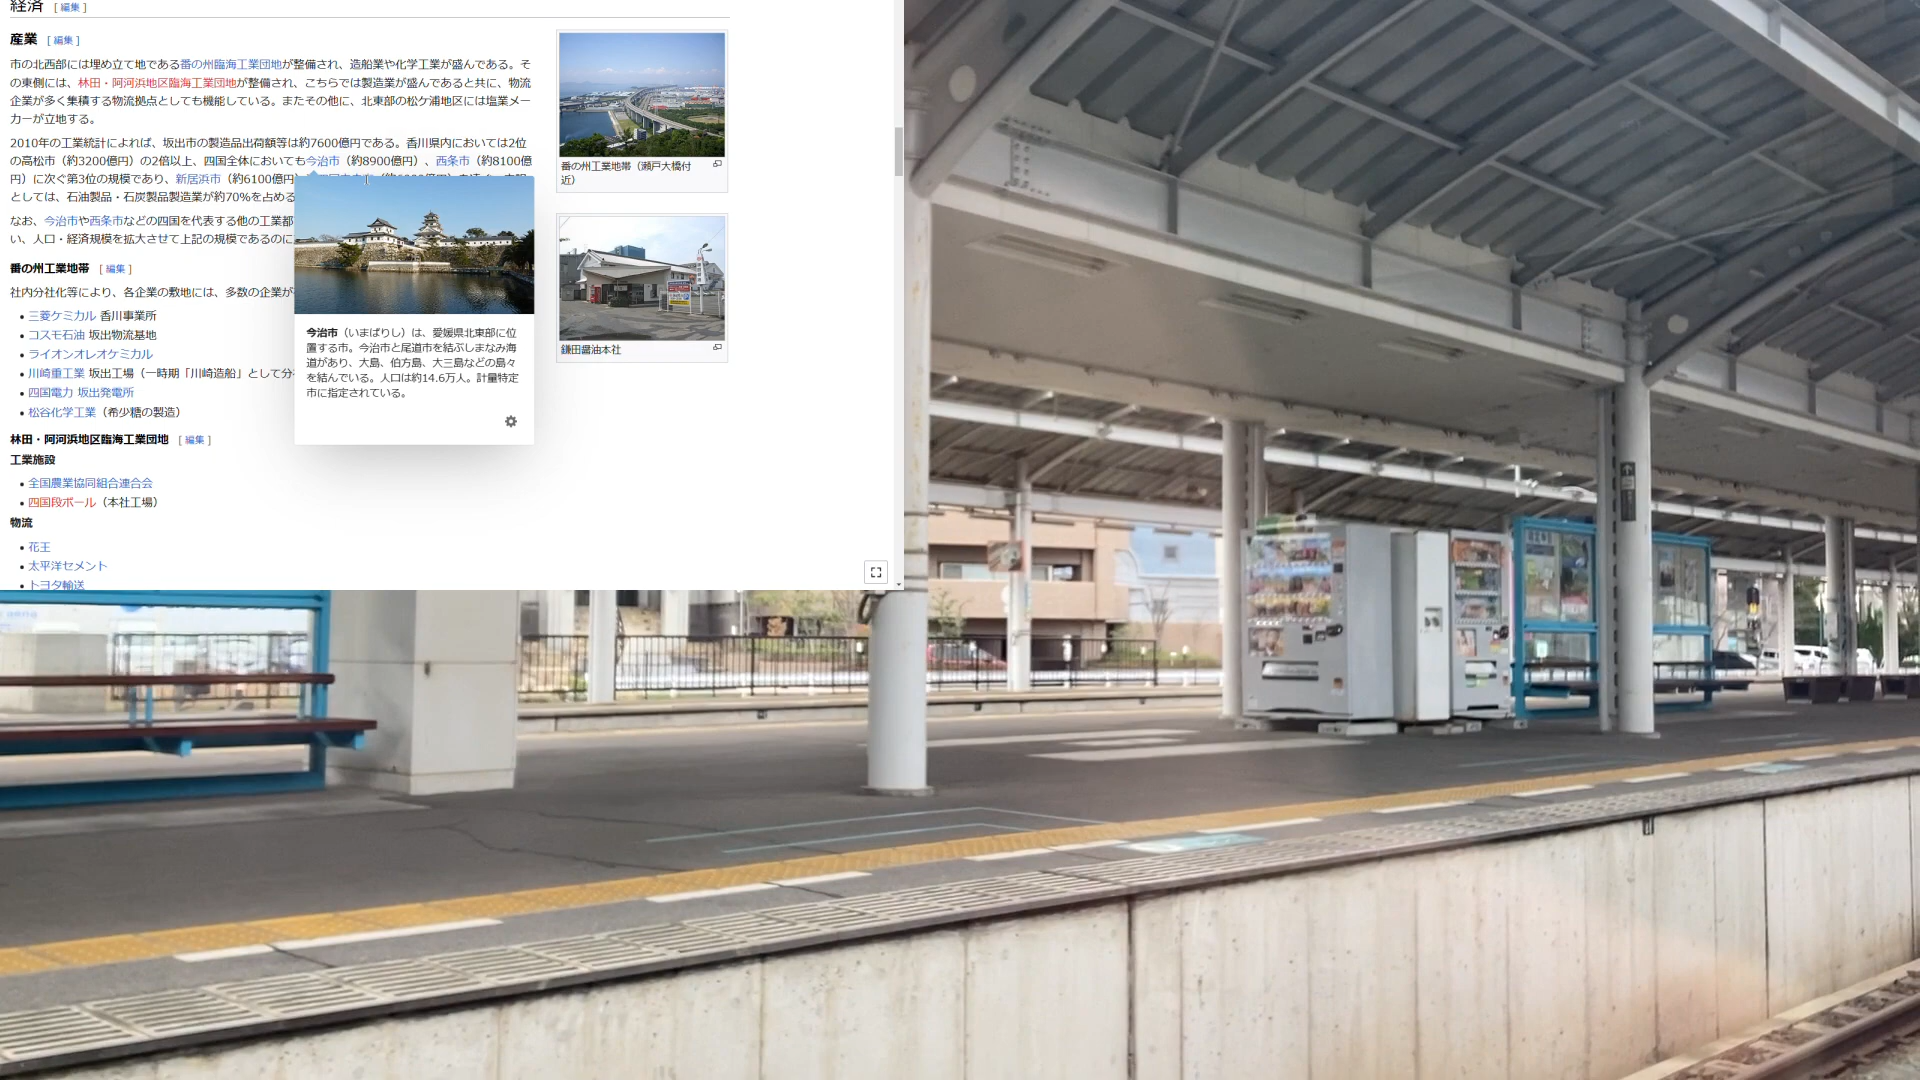 経済 [ 編集 ]
産業 [ 編集 ]
市の北西部には埋め立て地である番の州臨海工業団地が整備され、造船業や化学工業が盛んである。そ
の東側には、林田・阿河浜地区臨海工業団地が整備され、こちらでは製造業が盛んであると共に、物流
企業が多く集積する物流拠点としても機能している。またその他に、北東部の松ケ浦地区には塩業メー
カーが立地する。
2010年の工業統計によれば、坂出市の製造品出荷額等は約7600億円である。香川県内においては2位
の高松市（約3200億円）の2倍以上、四国全体においても今治市（約8900億円）、西条市（約8100億
円）に次ぐ第3位の規模であり、新居浜市（約6100億円）
としては、石油製品・石炭製品製造業が約70%を占める
なお、今治市や西条市などの四国を代表する他の工業都
い、人口・経済規模を拡大させて上記の規模であるのに
番の州工業地帯 [ 編集 ]
社内分社化等により、各企業の敷地には、多数の企業が
三菱ケミカル 香川事業所
コスモ石油 坂出物流基地
ライオンオレオケミカル
川崎重工業 坂出工場（一時期「川崎造船」として分
四国電力 坂出発電所
松谷化学工業（希少糖の製造）
林田・阿河浜地区臨海工業団地 [ 編集 ]
工業施設
全国農業協同組合連合会
四国段ボール（本社工場）
物流
花王
太平洋セメント
トヨタ輸送
今治市（いまばりし）は、愛媛県北東部に位
置する市。今治市と尾道市を結ぶしまなみ海
道があり、大島、伯方島、大三島などの島々
を結んでいる。人口は約14.6万人。計量特定
市に指定されている。
番の州工業地帯（瀬戸大橋付
近）
鎌田醤油本社